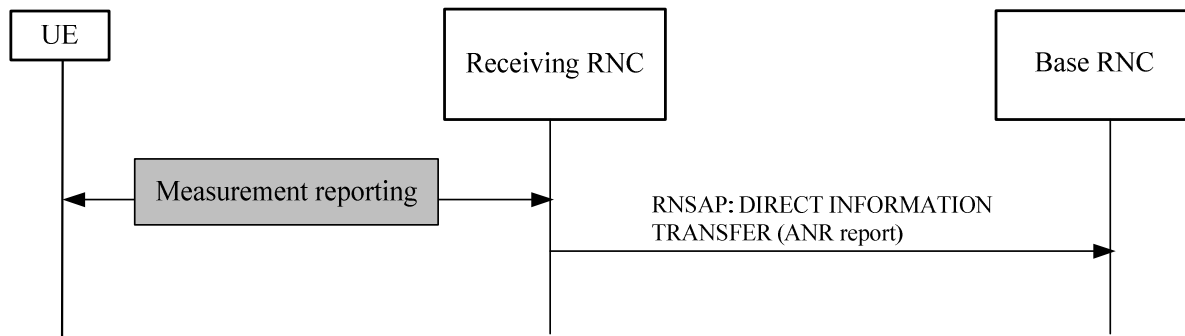 UE
Receiving RNC
Base RNC
Measurement reporting
RNSAP: DIRECT INFORMATION
TRANSFER (ANR report)